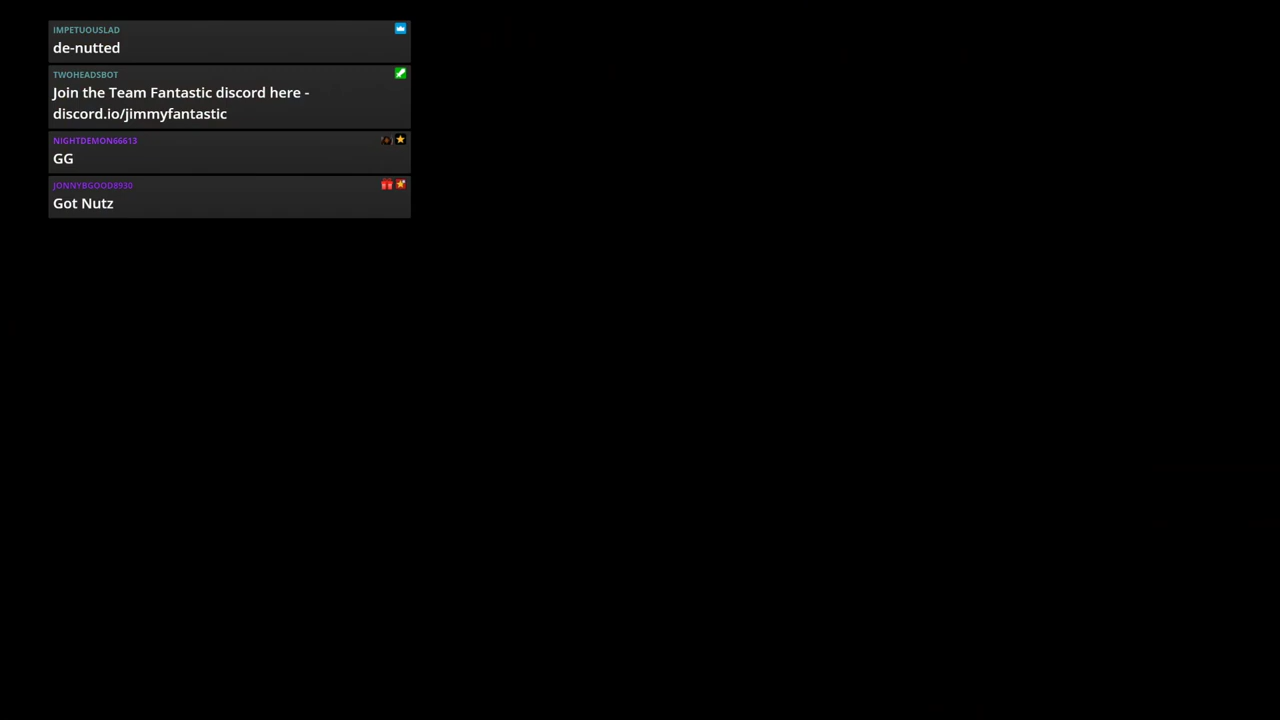 IMPETUOUSLAD
de-nutted
TWOHEADSBOT
Join the Team Fantastic discord here -
discord.io/jimmyfantastic
NIGHTDEMON66613
GG
JONNYBGOOD8930
Got Nutz